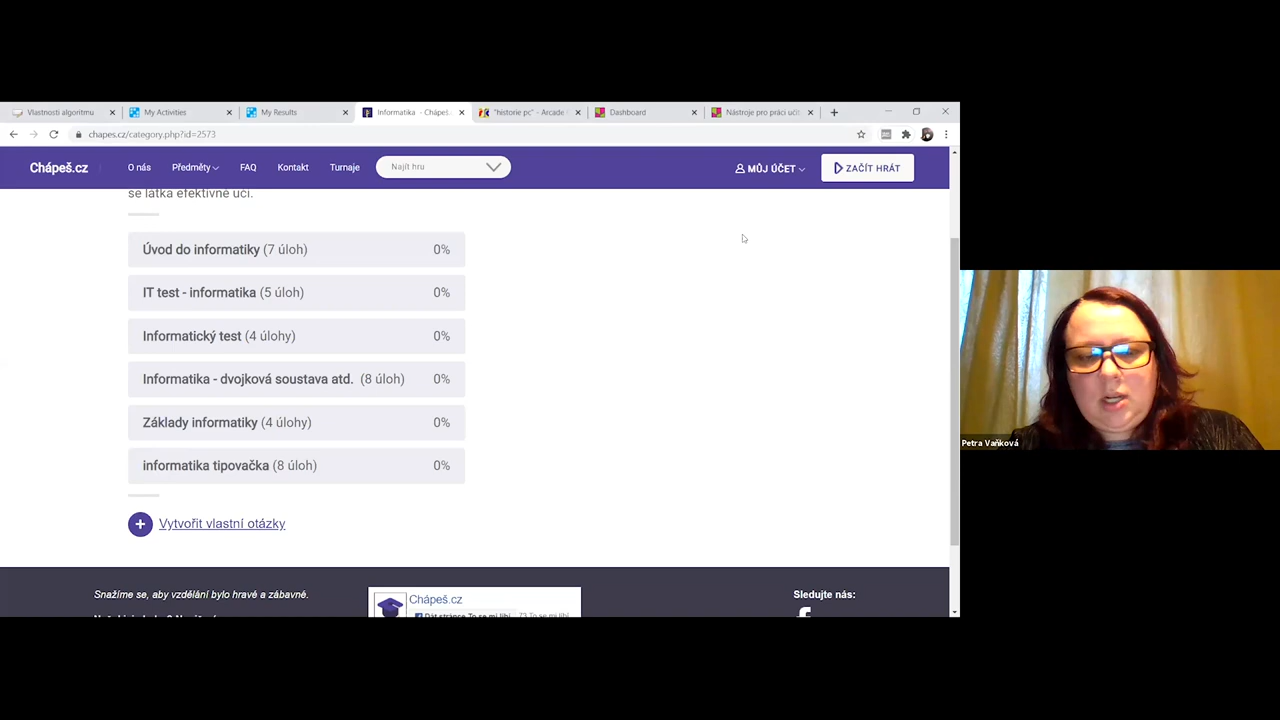 Vlastnosti algoritmu
My Activities
My Results
Informatika - Chápeš.
"historie pc" - Arcade
Dashboard
Nástroje pro práci učit
chapes.cz/category.php?id=2573
Chápeš.cz
O nás
Předměty
FAQ
Kontakt
Turnaje
Najít hru
MŮJ ÚČET
ZAČÍT HRÁT
se látka efektivně učí.
Úvod do informatiky (7 úloh) 0%
IT test - informatika (5 úloh) 0%
Informatický test (4 úlohy) 0%
Informatika - dvojková soustava atd. (8 úloh) 0%
Základy informatiky (4 úlohy) 0%
informatika tipovačka (8 úloh) 0%
Vytvořit vlastní otázky
Snažíme se, aby vzdělání bylo hravé a zábavné.
Chápeš.cz
Sledujte nás:
Petra Vaňková